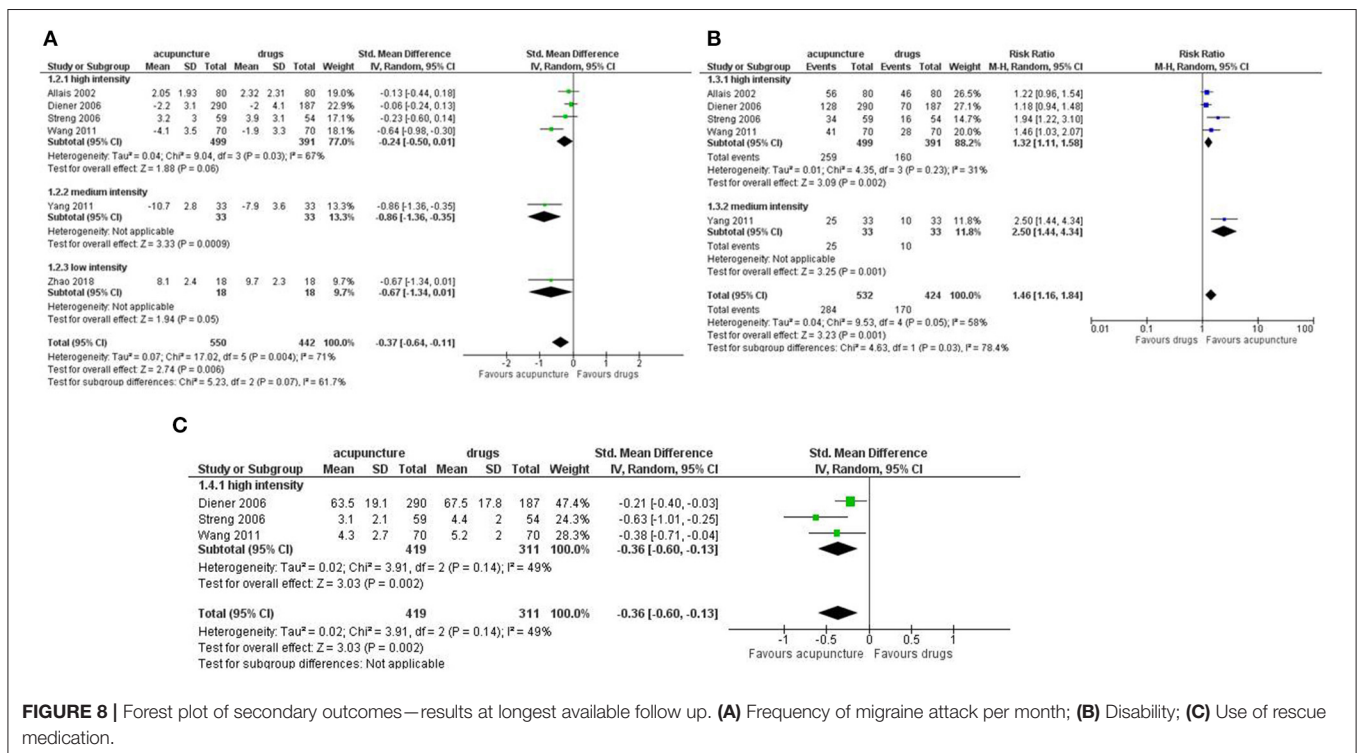 A
acupuncture drugs Std. Mean Difference Std. Mean Difference
Study or Subgroup Mean SD Total Mean SD Total Weight IV, Random, 95% CI IV, Random, 95% CI
1.2.1 high intensity
Allais 2002 2.05 1.93 80 2.32 2.31 80 19.0% -0.13 [-0.44, 0.18]
Diener 2006 -2.2 3.1 290 -2 4.1 187 22.9% -0.06 [-0.24, 0.13]
Streng 2006 3.2 3 59 3.9 3.1 54 17.2% -0.23 [-0.60, 0.14]
Wang 2011 -4.1 3.5 70 -1.9 3.3 70 18.1% -0.64 [-0.98, -0.30]
Subtotal (95% CI) 499 391 77.0% -0.24 [-0.50, 0.01]
Heterogeneity: Tau² = 0.04; Chi² = 9.04, df = 3 (P = 0.03); I² = 67%
Test for overall effect: Z = 1.88 (P = 0.06)
1.2.2 medium intensity
Yang 2011 -10.7 2.8 33 -7.9 3.6 33 13.3% -0.86 [-1.36, -0.35]
Subtotal (95% CI) 33 33 13.3% -0.86 [-1.36, -0.35]
Heterogeneity: Not applicable
Test for overall effect: Z = 3.33 (P = 0.0009)
1.2.3 low intensity
Zhao 2018 8.1 2.4 18 9.7 2.3 18 9.7% -0.67 [-1.34, 0.01]
Subtotal (95% CI) 18 18 9.7% -0.67 [-1.34, 0.01]
Heterogeneity: Not applicable
Test for overall effect: Z = 1.94 (P = 0.05)
Total (95% CI) 550 442 100.0% -0.37 [-0.64, -0.11]
Heterogeneity: Tau² = 0.07; Chi² = 17.02, df = 5 (P = 0.004); I² = 71%
Test for overall effect: Z = 2.74 (P = 0.006)
Test for subgroup differences: Chi² = 5.23, df = 2 (P = 0.07), I² = 61.7%
-2 -1 0 1 2
Favours acupuncture Favours drugs
B
acupuncture drugs Risk Ratio Risk Ratio
Study or Subgroup Events Total Events Total Weight M-H, Random, 95% CI M-H, Random, 95% CI
1.3.1 high intensity
Allais 2002 56 80 46 80 26.5% 1.22 [0.96, 1.54]
Diener 2006 128 290 70 187 27.1% 1.18 [0.94, 1.48]
Streng 2006 34 59 16 54 14.7% 1.94 [1.22, 3.10]
Wang 2011 41 70 28 70 20.0% 1.46 [1.03, 2.07]
Subtotal (95% CI) 499 391 88.2% 1.32 [1.11, 1.58]
Total events 259 160
Heterogeneity: Tau² = 0.01; Chi² = 4.35, df = 3 (P = 0.23); I² = 31%
Test for overall effect: Z = 3.09 (P = 0.002)
1.3.2 medium intensity
Yang 2011 25 33 10 33 11.8% 2.50 [1.44, 4.34]
Subtotal (95% CI) 33 33 11.8% 2.50 [1.44, 4.34]
Total events 25 10
Heterogeneity: Not applicable
Test for overall effect: Z = 3.25 (P = 0.001)
Total (95% CI) 532 424 100.0% 1.46 [1.16, 1.84]
Total events 284 170
Heterogeneity: Tau² = 0.04; Chi² = 9.53, df = 4 (P = 0.05); I² = 58%
Test for overall effect: Z = 3.23 (P = 0.001)
Test for subgroup differences: Chi² = 4.63, df = 1 (P = 0.03), I² = 78.4%
0.01 0.1 1 10 100
Favours drugs Favours acupuncture
C
acupuncture drugs Std. Mean Difference Std. Mean Difference
Study or Subgroup Mean SD Total Mean SD Total Weight IV, Random, 95% CI IV, Random, 95% CI
1.4.1 high intensity
Diener 2006 63.5 19.1 290 67.5 17.8 187 47.4% -0.21 [-0.40, -0.03]
Streng 2006 3.1 2.1 59 4.4 2 54 24.3% -0.63 [-1.01, -0.25]
Wang 2011 4.3 2.7 70 5.2 2 70 28.3% -0.38 [-0.71, -0.04]
Subtotal (95% CI) 419 311 100.0% -0.36 [-0.60, -0.13]
Heterogeneity: Tau² = 0.02; Chi² = 3.91, df = 2 (P = 0.14); I² = 49%
Test for overall effect: Z = 3.03 (P = 0.002)
Total (95% CI) 419 311 100.0% -0.36 [-0.60, -0.13]
Heterogeneity: Tau² = 0.02; Chi² = 3.91, df = 2 (P = 0.14); I² = 49%
Test for overall effect: Z = 3.03 (P = 0.002)
Test for subgroup differences: Not applicable
-1 -0.5 0 0.5 1
Favours acupuncture Favours drugs
FIGURE 8 | Forest plot of secondary outcomes—results at longest available follow up. (A) Frequency of migraine attack per month; (B) Disability; (C) Use of rescue
medication.